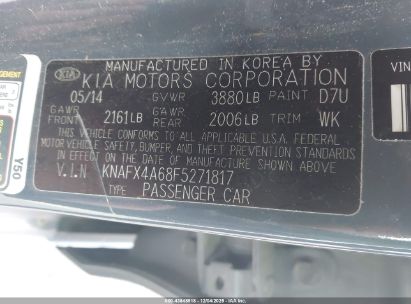 MANUFACTURED IN KOREA BY
KIA KIA MOTORS CORPORATION
05/14 GVWR 3880LB PAINT D7U
GAWR FRONT 2161LB GAWR REAR 2006LB TRIM WK
THIS VEHICLE CONFORMS TO ALL APPLICABLE U.S.A. FEDERAL
MOTOR VEHICLE SAFETY, BUMPER, AND THEFT PREVENTION
STANDARDS IN EFFECT ON THE DATE OF MANUFACTURE SHOWN ABOVE.
V.I.N KNAFX4A68F5271817
PASSENGER CAR
Y50
VIN